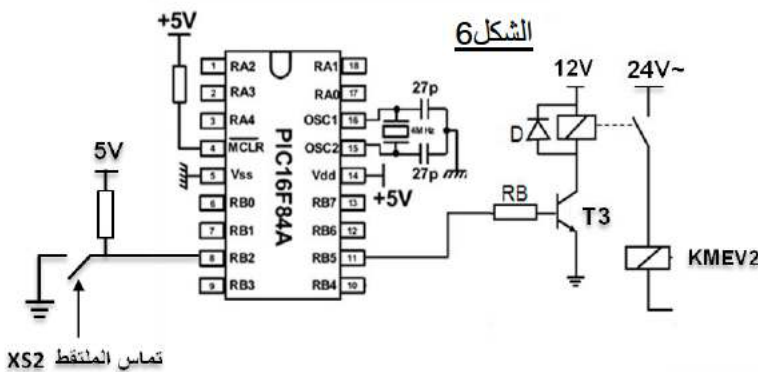 الشكل6
+5V
1 RA2 RA1 18
2 RA3 RA0 17
3 RA4 OSC1 16
4 MCLR OSC2 15
5 Vss Vdd 14
6 RB0 RB7 13
7 RB1 RB6 12
8 RB2 RB5 11
9 RB3 RB4 10
PIC16F84A
27p
4MHz
27p
+5V
5V
تماس الملتقط XS2
12V
24V~
D
RB
T3
KMEV2